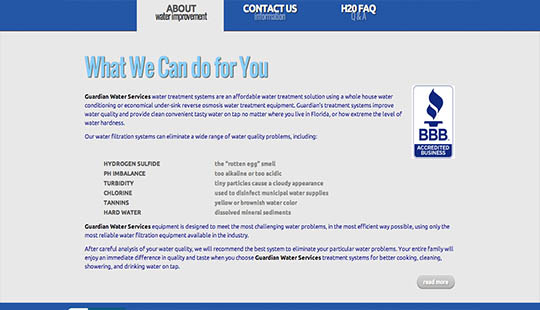 ABOUT
water improvement
CONTACT US
information
H20 FAQ
Q & A
What We Can do for You
Guardian Water Services water treatment systems are an affordable water treatment solution using a whole house water
conditioning or economical under-sink reverse osmosis water treatment equipment. Guardian's treatment systems improve
water quality and provide clean convenient tasty water on tap no matter where you live in Florida, or how extreme the level of
water hardness.
BBB.
ACCREDITED
BUSINESS
Our water filtration systems can eliminate a wide range of water quality problems, including:
HYDROGEN SULFIDE the "rotten egg" smell
PH IMBALANCE too alkaline or too acidic
TURBIDITY tiny particles cause a cloudy appearance
CHLORINE used to disinfect municipal water supplies
TANNINS yellow or brownish water color
HARD WATER dissolved mineral sediments
Guardian Water Services equipment is designed to meet the most challenging water problems, in the most efficient way possible, using only the
most reliable water filtration equipment available in the industry.
After careful analysis of your water quality, we will recommend the best system to eliminate your particular water problems. Your entire family will
enjoy an immediate difference in quality and taste when you choose Guardian Water Services treatment systems for better cooking, cleaning,
showering, and drinking water on tap.
read more